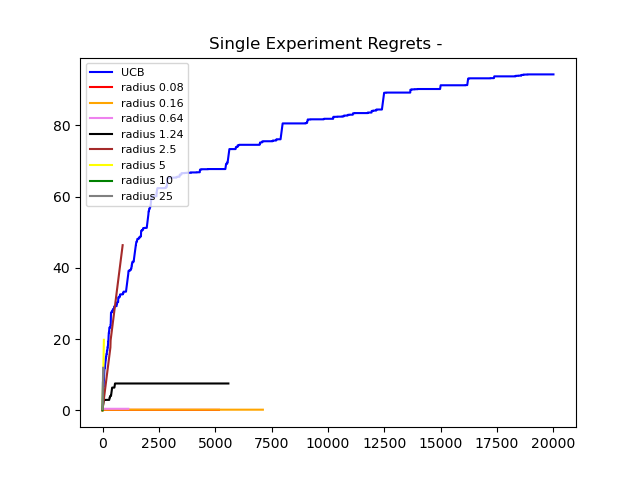 Single Experiment Regrets -
UCB
radius 0.08
radius 0.16
radius 0.64
radius 1.24
radius 2.5
radius 5
radius 10
radius 25
80
60
40
20
0
0 2500 5000 7500 10000 12500 15000 17500 20000